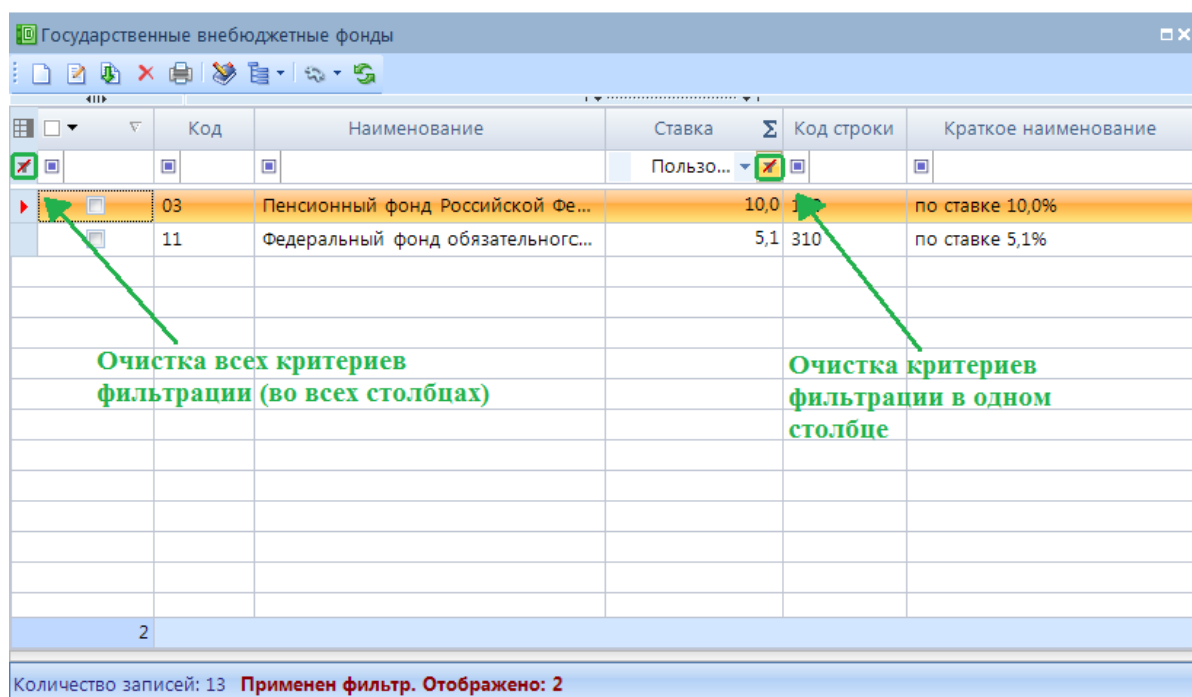 Государственные внебюджетные фонды
Код Наименование Ставка Σ Код строки Краткое наименование
Пользо...
03 Пенсионный фонд Российской Фе... 10,0 по ставке 10,0%
11 Федеральный фонд обязательногс... 5,1 310 по ставке 5,1%
Очистка всех критериев
фильтрации (во всех столбцах)
Очистка критериев
фильтрации в одном
столбце
2
Количество записей: 13 Применен фильтр. Отображено: 2